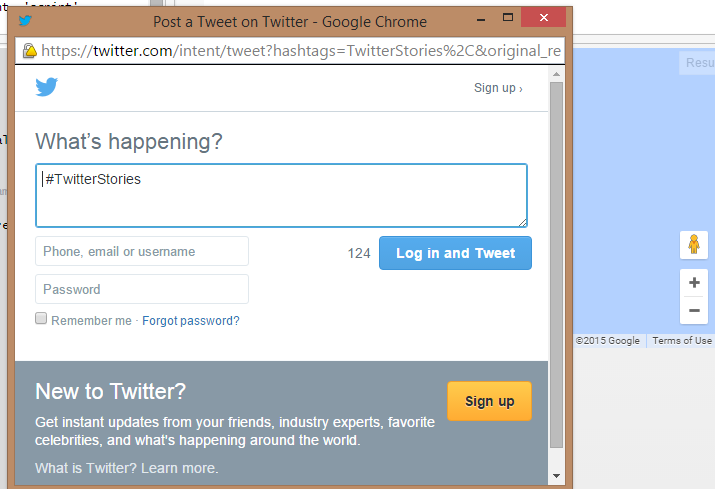 Post a Tweet on Twitter - Google Chrome
https://twitter.com/intent/tweet?hashtags=TwitterStories%2C&original_re
Sign up ›
What's happening?
#TwitterStories
Phone, email or username
124
Log in and Tweet
Password
Remember me · Forgot password?
New to Twitter?
Sign up
Get instant updates from your friends, industry experts, favorite
celebrities, and what's happening around the world.
What is Twitter? Learn more.
Resu
+
−
©2015 Google
Terms of Use